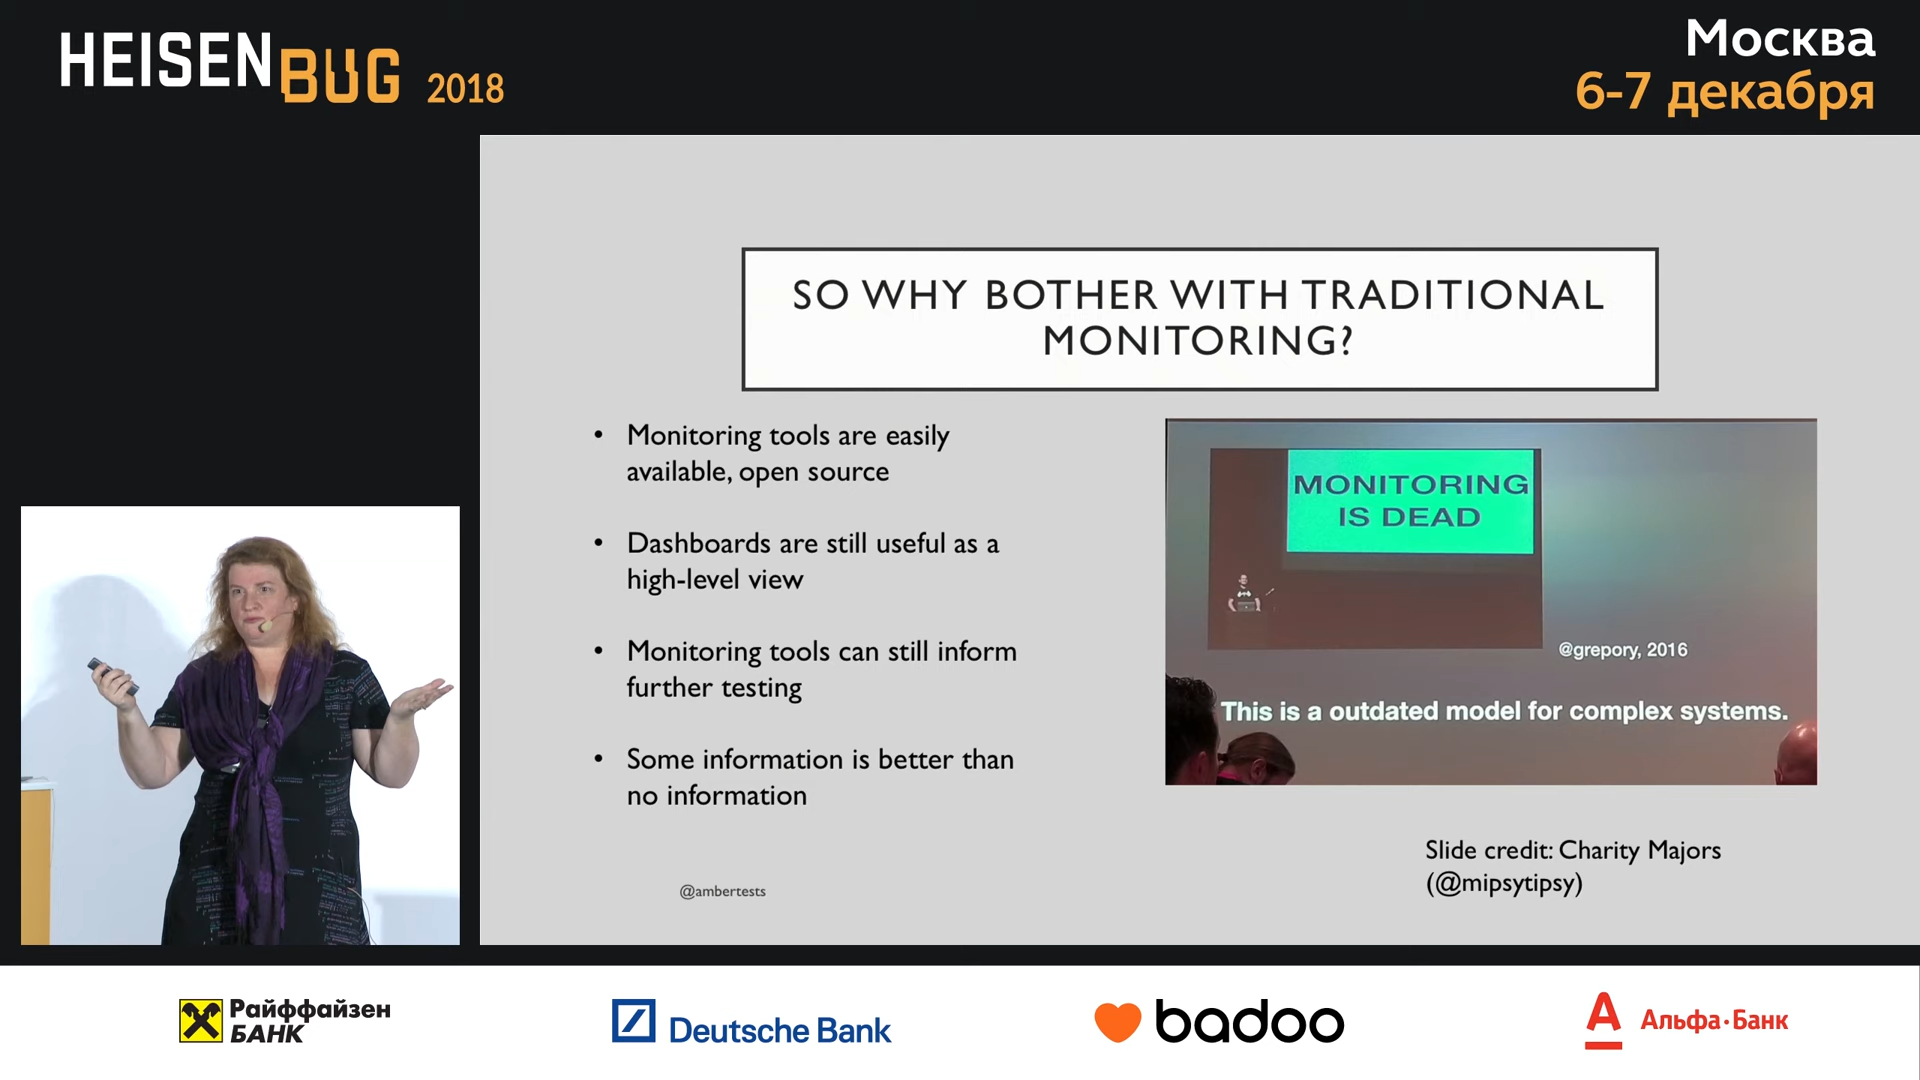 HEISENBUG 2018
Москва
6-7 декабря
SO WHY BOTHER WITH TRADITIONAL
MONITORING?
• Monitoring tools are easily
available, open source
• Dashboards are still useful as a
high-level view
• Monitoring tools can still inform
further testing
• Some information is better than
no information
@ambertests
MONITORING
IS DEAD
@grepory, 2016
This is a outdated model for complex systems.
Slide credit: Charity Majors
(@mipsytipsy)
Райффайзен
БАНК
Deutsche Bank
badoo
А
Альфа·Банк